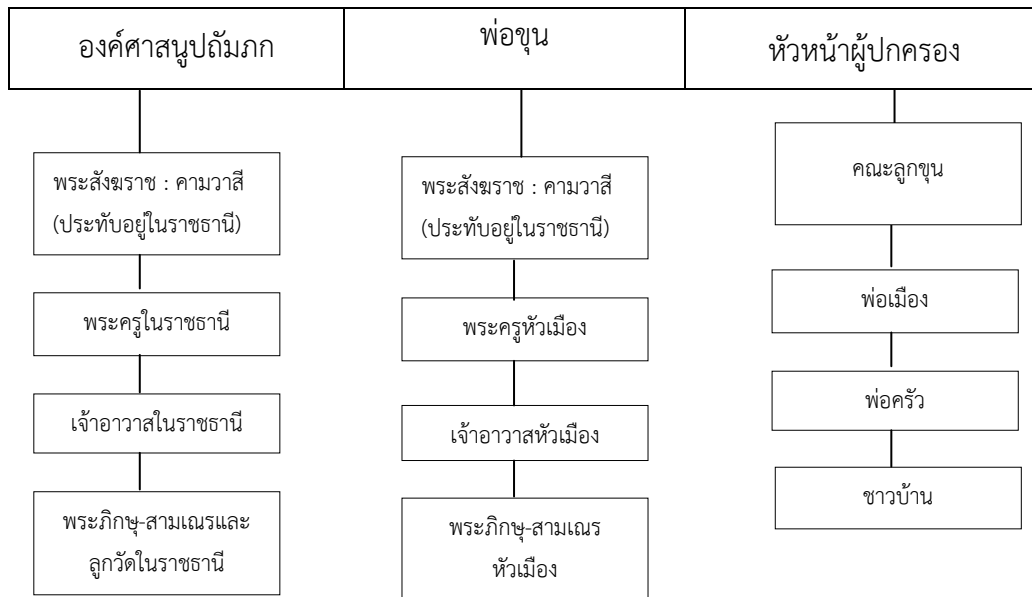 องค์ศาสนูปถัมภก
พ่อขุน
หัวหน้าผู้ปกครอง
พระสังฆราช : คามวาสี
(ประทับอยู่ในราชธานี)
พระครูในราชธานี
เจ้าอาวาสในราชธานี
พระภิกษุ-สามเณรและ
ลูกวัดในราชธานี
พระสังฆราช : คามวาสี
(ประทับอยู่ในราชธานี)
พระครูหัวเมือง
เจ้าอาวาสหัวเมือง
พระภิกษุ-สามเณร
หัวเมือง
คณะลูกขุน
พ่อเมือง
พ่อครัว
ชาวบ้าน